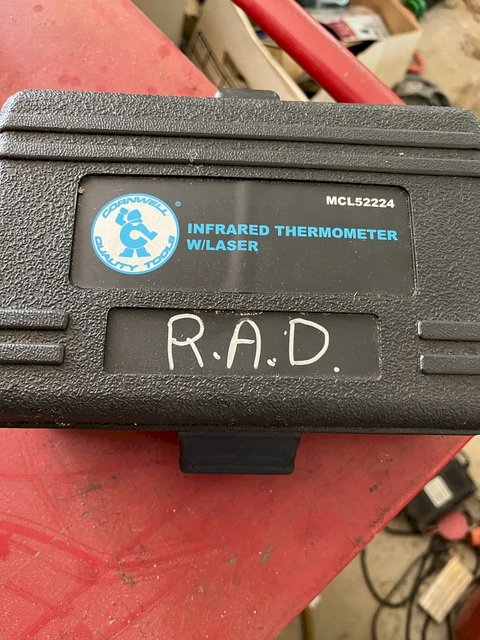 MCL52224
CORNWELL
QUALITY TOOLS
®
INFRARED THERMOMETER
W/LASER
R.A.D.